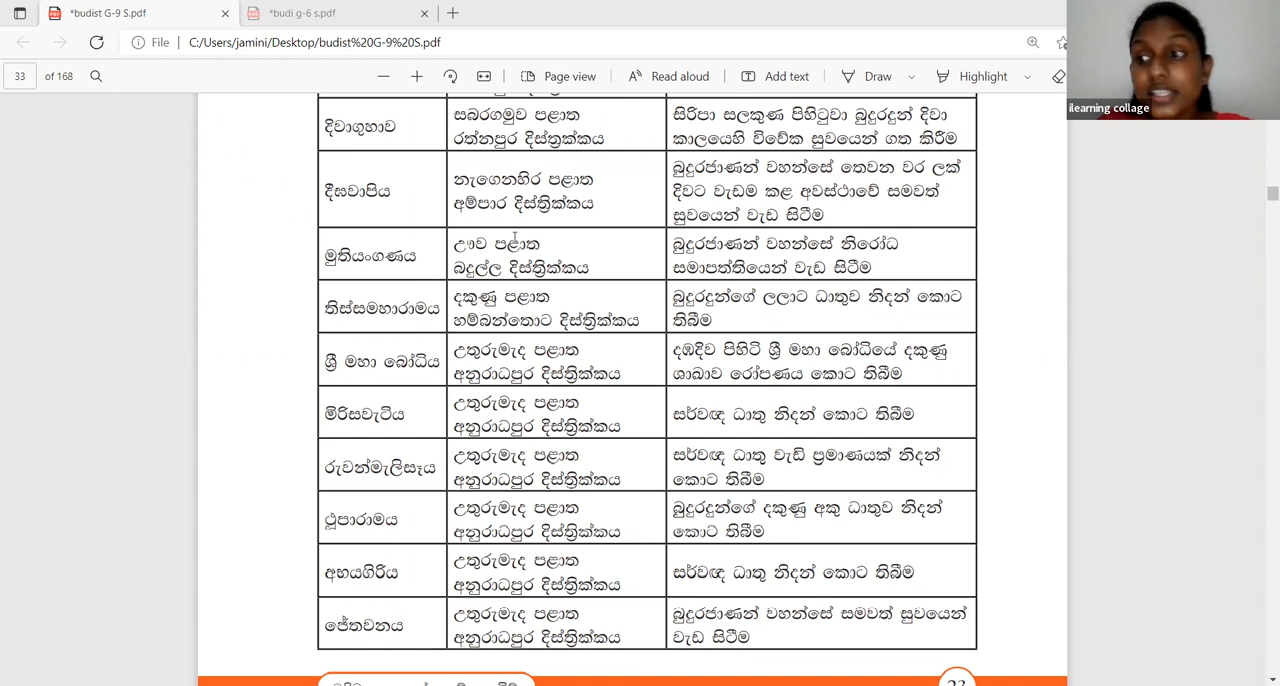 *budist G-9 S.pdf
*budi g-6 s.pdf
File
C:/Users/jamini/Desktop/budist%20G-9%20S.pdf
33 of 168
Page view
Read aloud
Add text
Draw
Highlight
ilearning collage
දිවාගුහාව
සබරගමුව පළාත
රත්නපුර දිස්ත්‍රික්කය
සිරිපා සලකුණ පිහිටුවා බුදුරදුන් දිවා
කාලයෙහි විවේක සුවයෙන් ගත කිරීම
දීඝවාපිය
නැගෙනහිර පළාත
අම්පාර දිස්ත්‍රික්කය
බුදුරජාණන් වහන්සේ තෙවන වර ලක්
දිවට වැඩම කළ අවස්ථාවේ සමවත්
සුවයෙන් වැඩ සිටීම
මුතියංගණය
ඌව පළාත
බදුල්ල දිස්ත්‍රික්කය
බුදුරජාණන් වහන්සේ නිරෝධ
සමාපත්තියෙන් වැඩ සිටීම
තිස්සමහාරාමය
දකුණු පළාත
හම්බන්තොට දිස්ත්‍රික්කය
බුදුරදුන්ගේ ලලාට ධාතුව නිදන් කොට
තිබීම
ශ්‍රී මහා බෝධිය
උතුරුමැද පළාත
අනුරාධපුර දිස්ත්‍රික්කය
දඹදිව පිහිටි ශ්‍රී මහා බෝධියේ දකුණු
ශාඛාව රෝපණය කොට තිබීම
මිරිසවැටිය
උතුරුමැද පළාත
අනුරාධපුර දිස්ත්‍රික්කය
සර්වඥ ධාතු නිදන් කොට තිබීම
රුවන්මැලිසෑය
උතුරුමැද පළාත
අනුරාධපුර දිස්ත්‍රික්කය
සර්වඥ ධාතු වැඩි ප්‍රමාණයක් නිදන්
කොට තිබීම
ථූපාරාමය
උතුරුමැද පළාත
අනුරාධපුර දිස්ත්‍රික්කය
බුදුරදුන්ගේ දකුණු අකු ධාතුව නිදන්
කොට තිබීම
අභයගිරිය
උතුරුමැද පළාත
අනුරාධපුර දිස්ත්‍රික්කය
සර්වඥ ධාතු නිදන් කොට තිබීම
ජේතවනය
උතුරුමැද පළාත
අනුරාධපුර දිස්ත්‍රික්කය
බුදුරජාණන් වහන්සේ සමවත් සුවයෙන්
වැඩ සිටීම
23